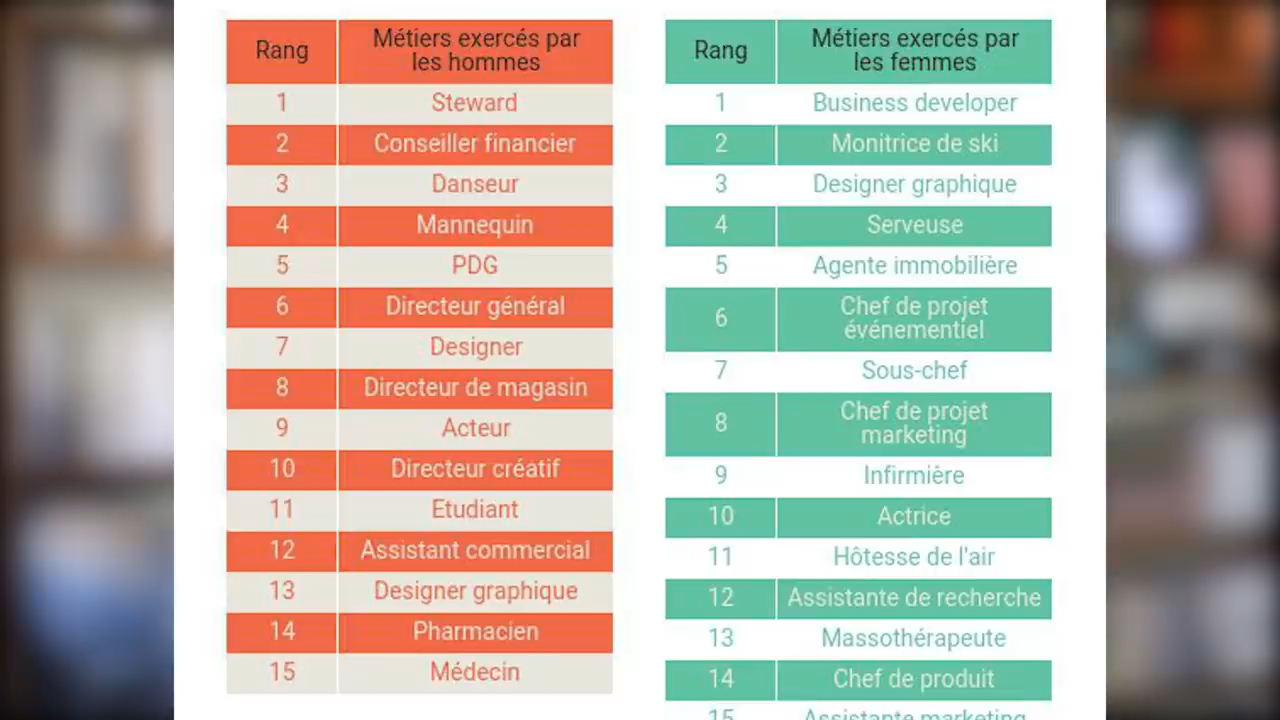 Rang
Métiers exercés par
les hommes
1 Steward
2 Conseiller financier
3 Danseur
4 Mannequin
5 PDG
6 Directeur général
7 Designer
8 Directeur de magasin
9 Acteur
10 Directeur créatif
11 Etudiant
12 Assistant commercial
13 Designer graphique
14 Pharmacien
15 Médecin
Rang
Métiers exercés par
les femmes
1 Business developer
2 Monitrice de ski
3 Designer graphique
4 Serveuse
5 Agente immobilière
6 Chef de projet
événementiel
7 Sous-chef
8 Chef de projet
marketing
9 Infirmière
10 Actrice
11 Hôtesse de l'air
12 Assistante de recherche
13 Massothérapeute
14 Chef de produit
15 Assistante marketing